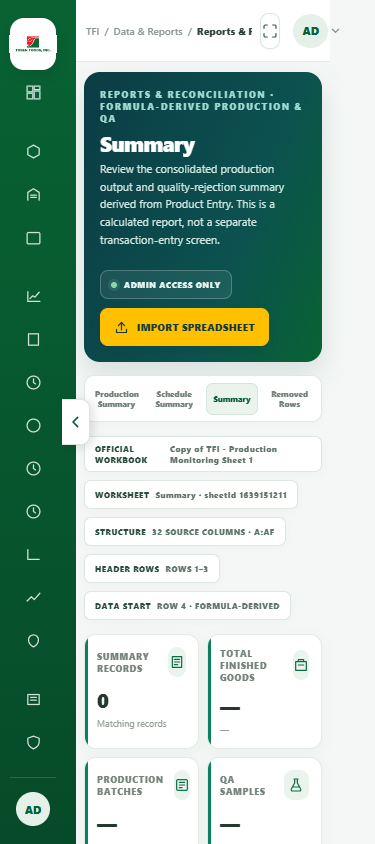 TFI / Data & Reports / Reports & R
AD
REPORTS & RECONCILIATION ·
FORMULA-DERIVED PRODUCTION &
QA
Summary
Review the consolidated production
output and quality-rejection summary
derived from Product Entry. This is a
calculated report, not a separate
transaction-entry screen.
ADMIN ACCESS ONLY
IMPORT SPREADSHEET
Production
Summary
Schedule
Summary
Summary
Removed
Rows
OFFICIAL
WORKBOOK
Copy of TFI - Production
Monitoring Sheet 1
WORKSHEET Summary · sheetId 1639151211
STRUCTURE 32 SOURCE COLUMNS · A:AF
HEADER ROWS ROWS 1–3
DATA START ROW 4 · FORMULA-DERIVED
SUMMARY
RECORDS
0
Matching records
TOTAL
FINISHED
GOODS
—
—
PRODUCTION
BATCHES
—
QA
SAMPLES
—
AD